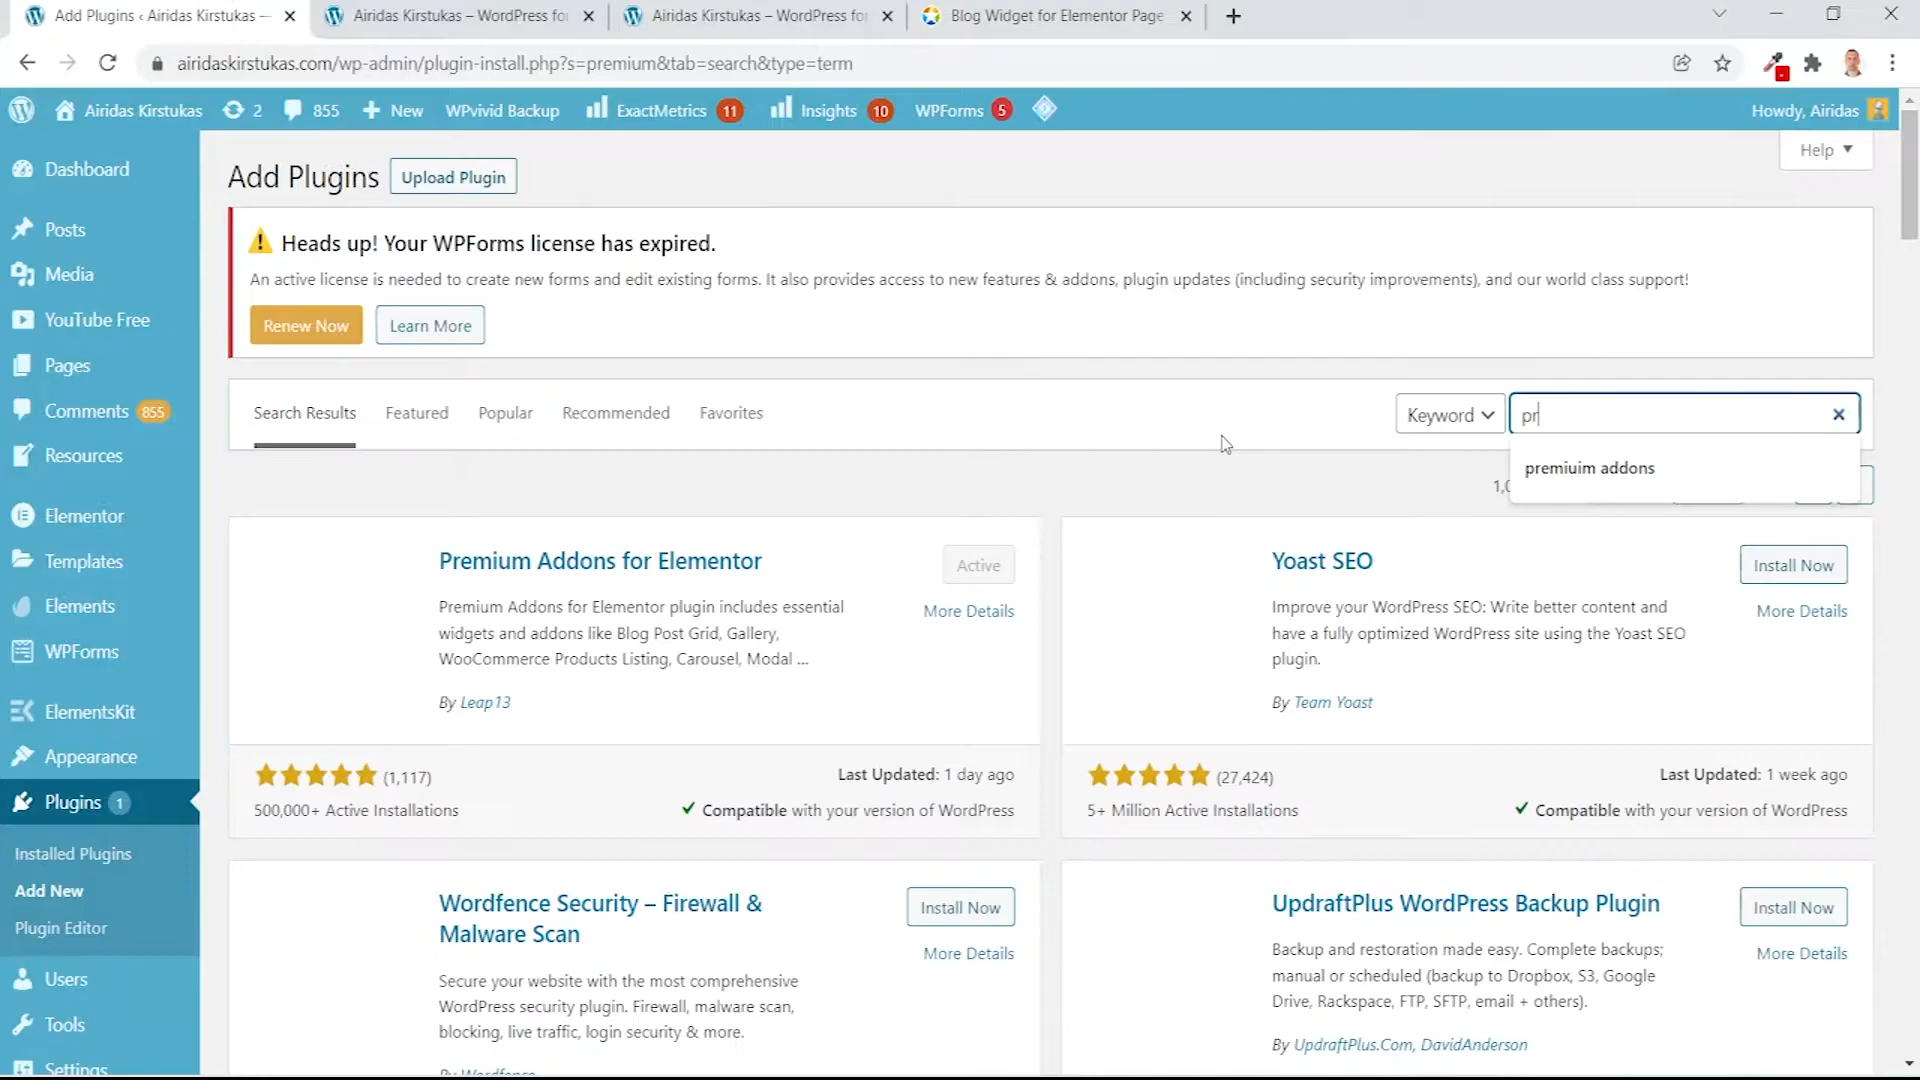 Add Plugins ‹ Airidas Kirstukas —
Airidas Kirstukas – WordPress fo
Airidas Kirstukas – WordPress fo
Blog Widget for Elementor Page
airidaskirstukas.com/wp-admin/plugin-install.php?s=premium&tab=search&type=term
Airidas Kirstukas 2 855 New WPvivid Backup ExactMetrics 11 Insights 10 WPForms 5 Howdy, Airidas
Help
Dashboard
Posts
Media
YouTube Free
Pages
Comments 855
Resources
Elementor
Templates
Elements
WPForms
ElementsKit
Appearance
Plugins 1
Installed Plugins
Add New
Plugin Editor
Users
Tools
Settings
Add Plugins Upload Plugin
Heads up! Your WPForms license has expired.
An active license is needed to create new forms and edit existing forms. It also provides access to new features & addons, plugin updates (including security improvements), and our world class support!
Renew Now Learn More
Search Results Featured Popular Recommended Favorites Keyword pr
premiuim addons
Premium Addons for Elementor
Active
More Details
Premium Addons for Elementor plugin includes essential
widgets and addons like Blog Post Grid, Gallery,
WooCommerce Products Listing, Carousel, Modal ...
By Leap13
(1,117)
Last Updated: 1 day ago
500,000+ Active Installations
Compatible with your version of WordPress
Yoast SEO
Install Now
More Details
Improve your WordPress SEO: Write better content and
have a fully optimized WordPress site using the Yoast SEO
plugin.
By Team Yoast
(27,424)
Last Updated: 1 week ago
5+ Million Active Installations
Compatible with your version of WordPress
Wordfence Security – Firewall &
Malware Scan
Install Now
More Details
Secure your website with the most comprehensive
WordPress security plugin. Firewall, malware scan,
blocking, live traffic, login security & more.
By Wordfence
UpdraftPlus WordPress Backup Plugin
Install Now
More Details
Backup and restoration made easy. Complete backups;
manual or scheduled (backup to Dropbox, S3, Google
Drive, Rackspace, FTP, SFTP, email + others).
By UpdraftPlus.Com, DavidAnderson